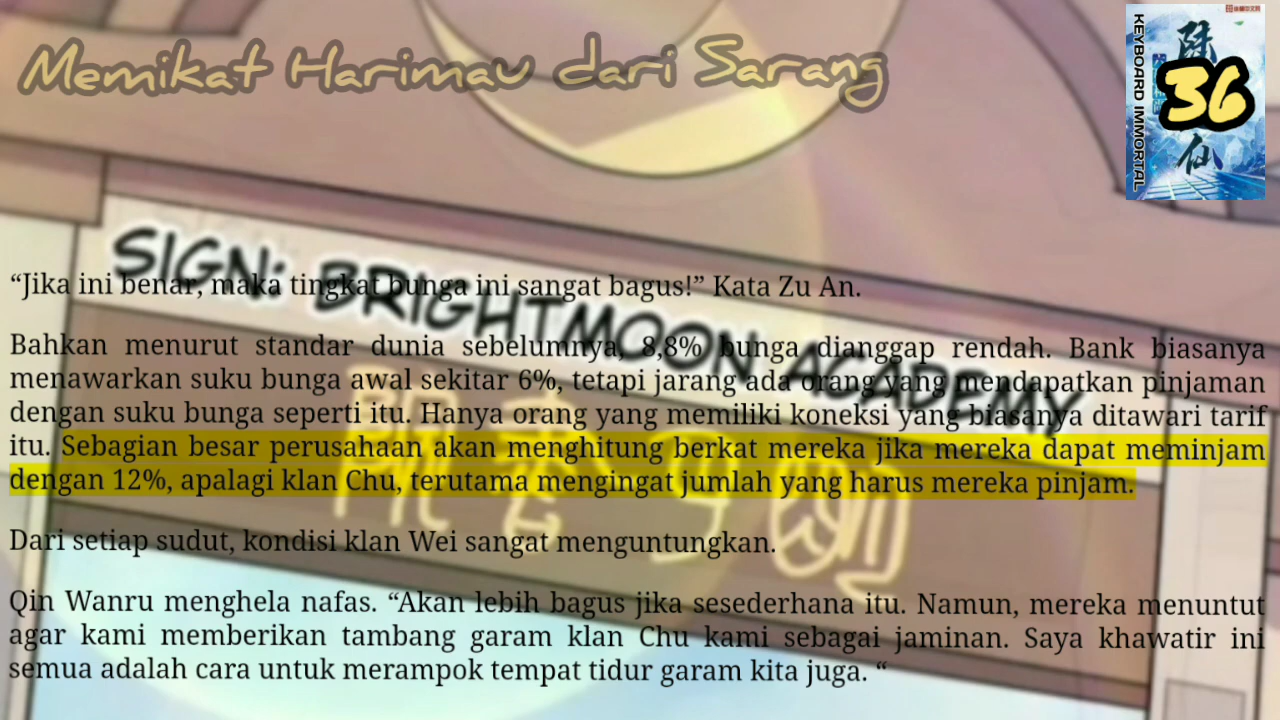 Memikat Harimau dari Sarang
KEYBOARD IMMORTAL
陸
36
仙
SIGN: BRIGHTMOON ACADEMY
“Jika ini benar, maka tingkat bunga ini sangat bagus!” Kata Zu An.
Bahkan menurut standar dunia sebelumnya, 8,8% bunga dianggap rendah. Bank biasanya
menawarkan suku bunga awal sekitar 6%, tetapi jarang ada orang yang mendapatkan pinjaman
dengan suku bunga seperti itu. Hanya orang yang memiliki koneksi yang biasanya ditawari tarif
itu. Sebagian besar perusahaan akan menghitung berkat mereka jika mereka dapat meminjam
dengan 12%, apalagi klan Chu, terutama mengingat jumlah yang harus mereka pinjam.
Dari setiap sudut, kondisi klan Wei sangat menguntungkan.
Qin Wanru menghela nafas. “Akan lebih bagus jika sesederhana itu. Namun, mereka menuntut
agar kami memberikan tambang garam klan Chu kami sebagai jaminan. Saya khawatir ini
semua adalah cara untuk merampok tempat tidur garam kita juga. “